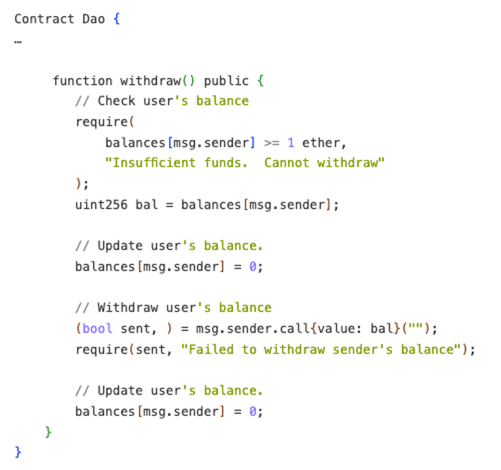 Contract Dao {
…
function withdraw() public {
// Check user's balance
require(
balances[msg.sender] >= 1 ether,
"Insufficient funds.  Cannot withdraw"
);
uint256 bal = balances[msg.sender];
// Update user's balance.
balances[msg.sender] = 0;
// Withdraw user's balance
(bool sent, ) = msg.sender.call{value: bal}("");
require(sent, "Failed to withdraw sender's balance");
// Update user's balance.
balances[msg.sender] = 0;
}
}